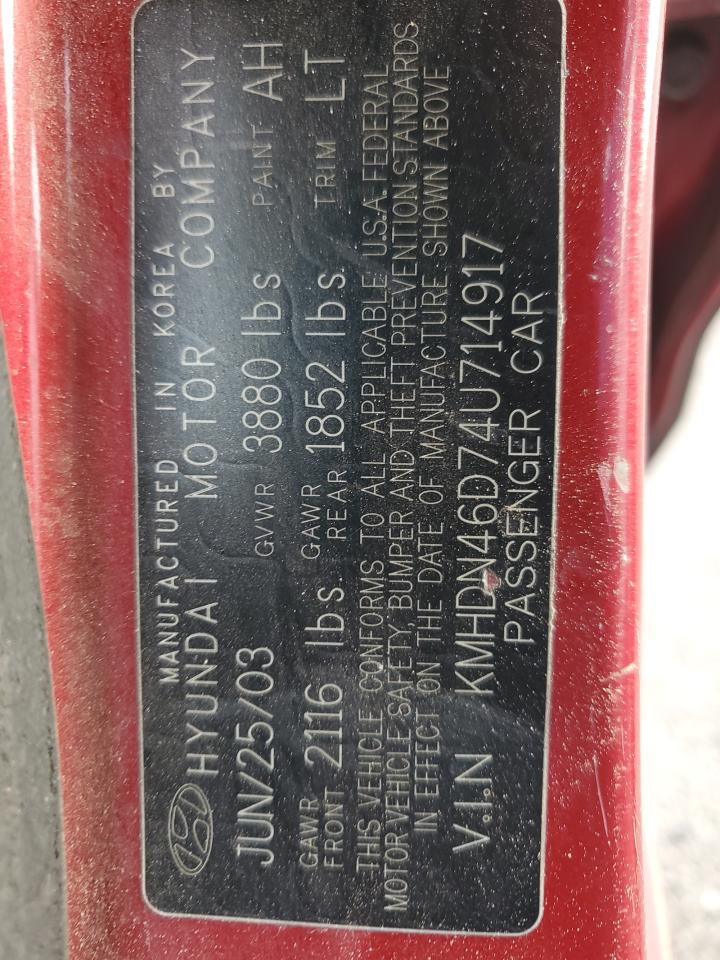 MANUFACTURED IN KOREA BY
HYUNDAI MOTOR COMPANY
JUN/25/03 GVWR 3880 lbs PAINT AH
GAWR FRONT 2116 lbs GAWR REAR 1852 lbs. TRIM LT
THIS VEHICLE CONFORMS TO ALL APPLICABLE U.S.A. FEDERAL
MOTOR VEHICLE SAFETY, BUMPER AND THEFT PREVENTION STANDARDS
IN EFFECT ON THE DATE OF MANUFACTURE SHOWN ABOVE
V.I.N KMHDN46D74U714917
PASSENGER CAR